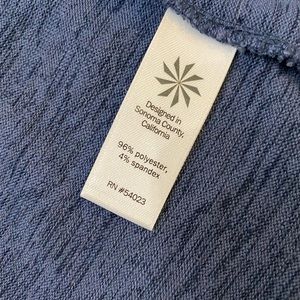 Designed in
Sonoma County,
California
96% polyester,
4% spandex
RN #54023